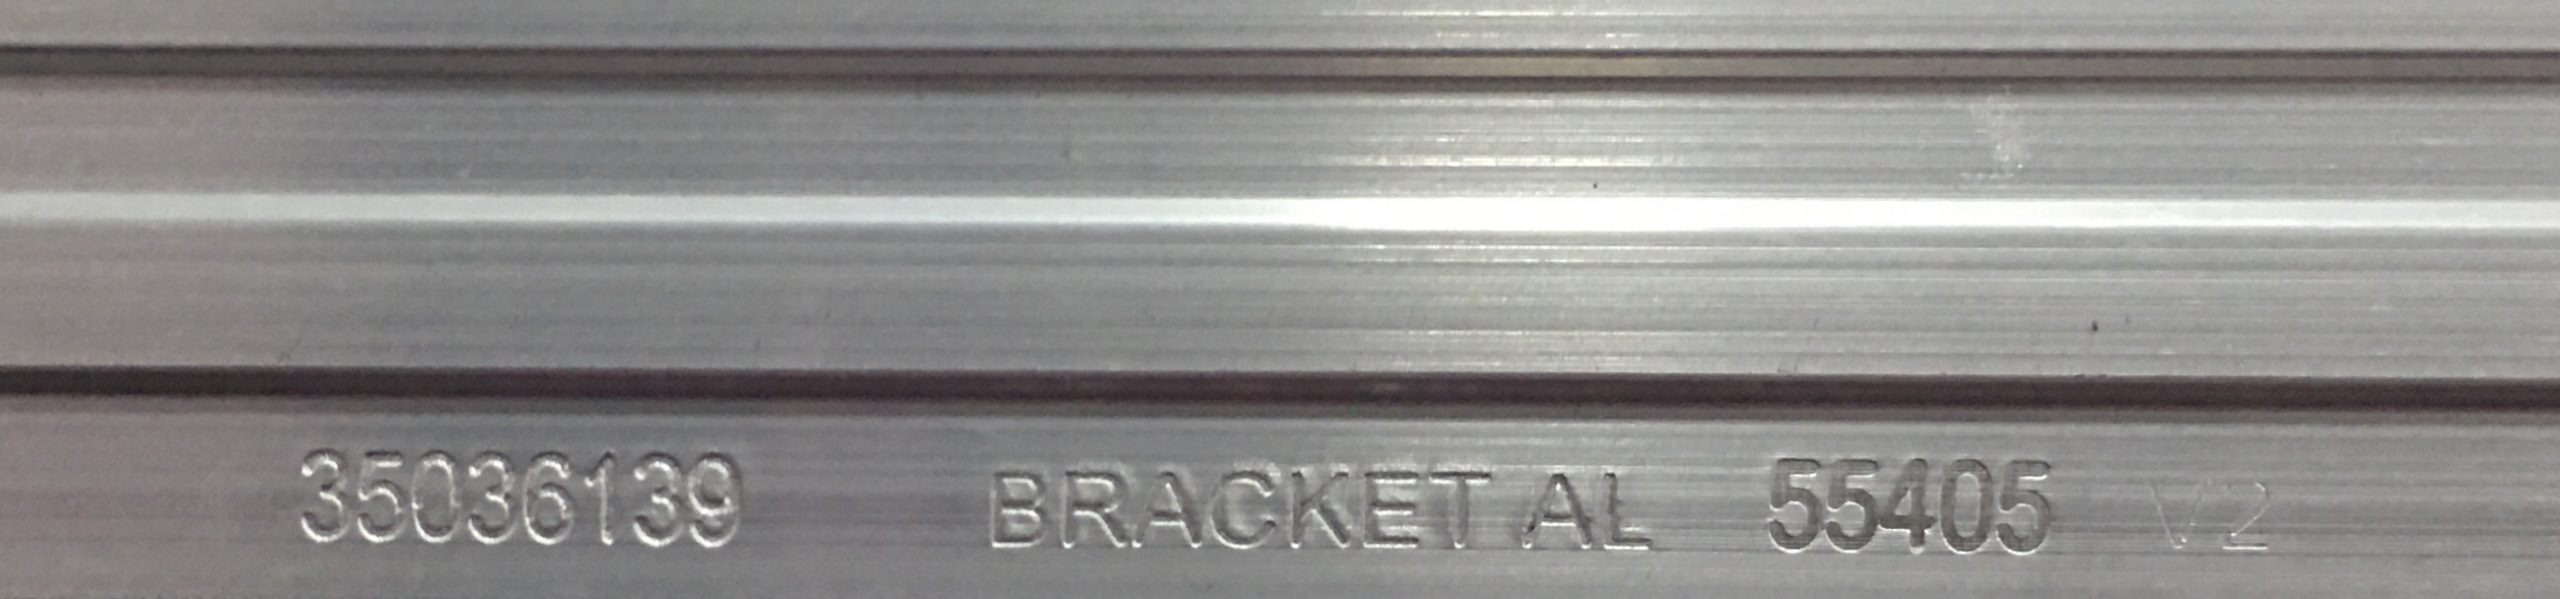 35036139 BRACKET AL 55405 V2